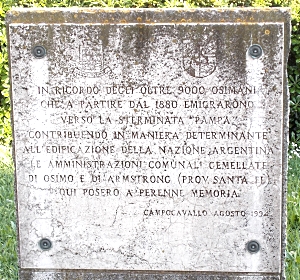 IN RICORDO DEGLI OLTRE 9000 OSIMANI
CHE A PARTIRE DAL 1880 EMIGRARONO
VERSO LA STERMINATA "PAMPA"
CONTRIBUENDO IN MANIERA DETERMINANTE
ALL'EDIFICAZIONE DELLA NAZIONE ARGENTINA
LE AMMINISTRAZIONI COMUNALI GEMELLATE
DI OSIMO E DI ARMSTRONG (PROV. SANTA FE)
QUI POSERO A PERENNE MEMORIA.
CAMPOCAVALLO AGOSTO